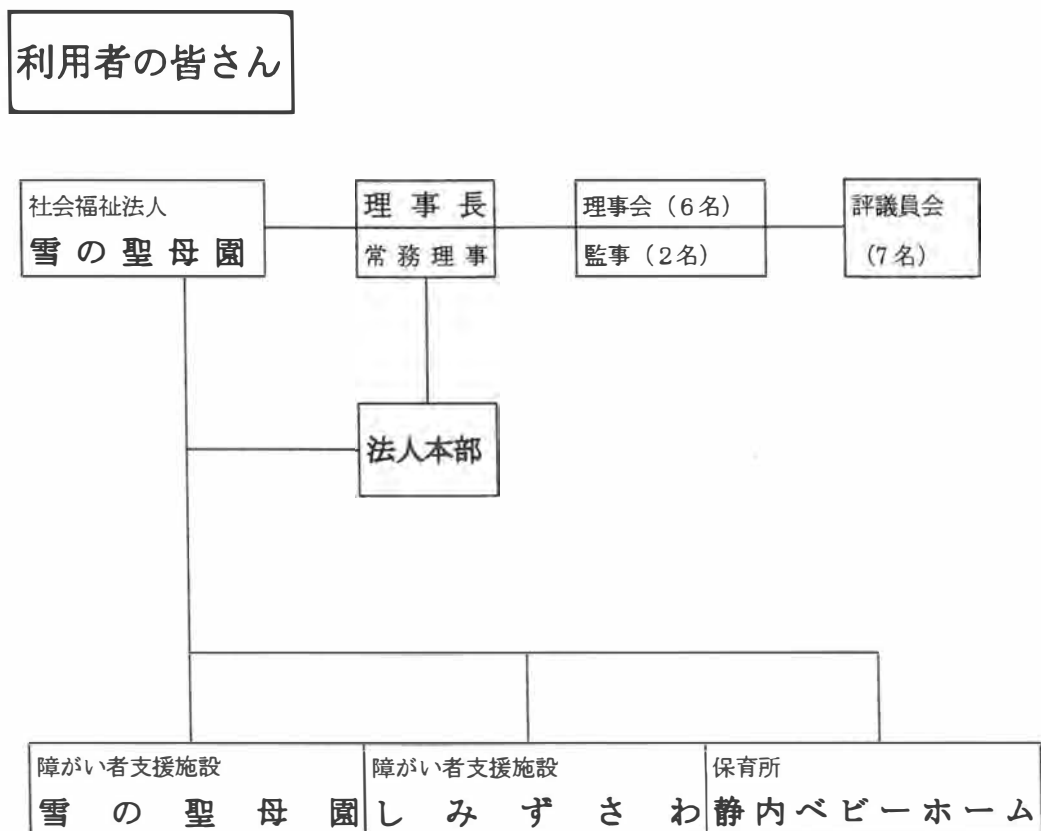 利用者の皆さん
社会福祉法人
雪の聖母園
理事長
常務理事
理事会（6名）
監事（2名）
評議員会
（7名）
法人本部
障がい者支援施設
雪の聖母園
障がい者支援施設
しみずさわ
保育所
静内ベビーホーム